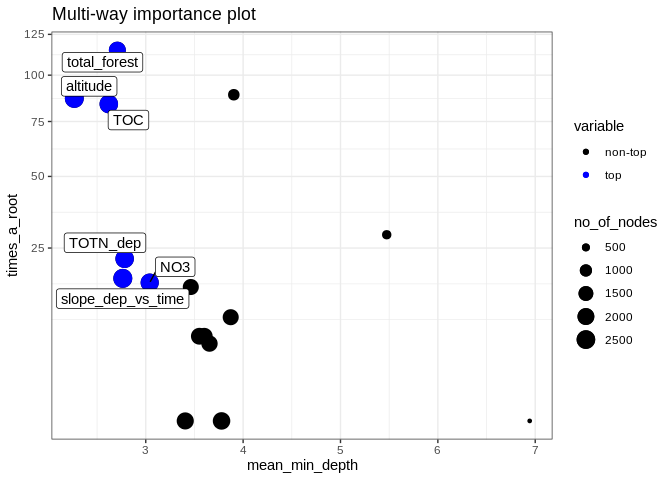 Multi-way importance plot
125
100
75
50
25
times_a_root
total_forest
altitude
TOC
TOTN_dep
NO3
slope_dep_vs_time
3
4
5
6
7
mean_min_depth
variable
non-top
top
no_of_nodes
500
1000
1500
2000
2500